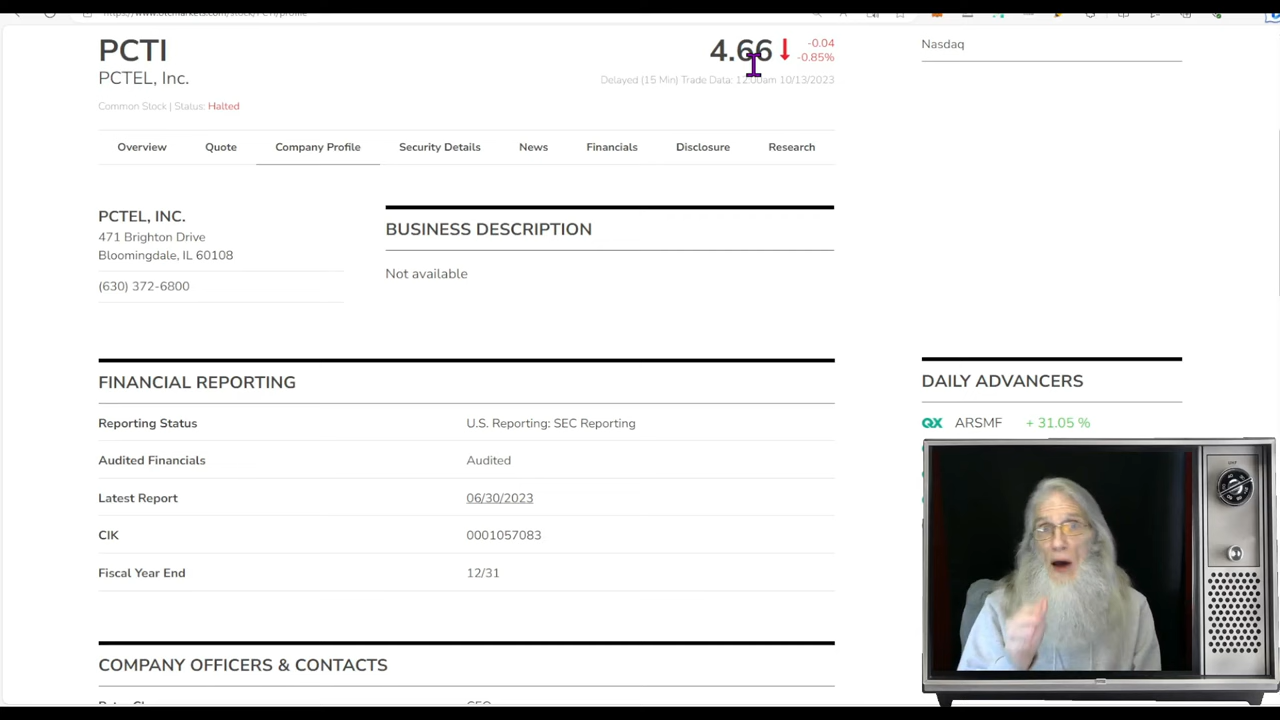 PCTI
4.66
-0.04
-0.85%
PCTEL, Inc.
Delayed (15 Min) Trade Data: 12:00am 10/13/2023
Common Stock | Status: Halted
Nasdaq
Overview Quote Company Profile Security Details News Financials Disclosure Research
PCTEL, INC.
471 Brighton Drive
Bloomingdale, IL 60108
(630) 372-6800
BUSINESS DESCRIPTION
Not available
FINANCIAL REPORTING
Reporting Status U.S. Reporting: SEC Reporting
Audited Financials Audited
Latest Report 06/30/2023
CIK 0001057083
Fiscal Year End 12/31
COMPANY OFFICERS & CONTACTS
DAILY ADVANCERS
QX ARSMF + 31.05 %